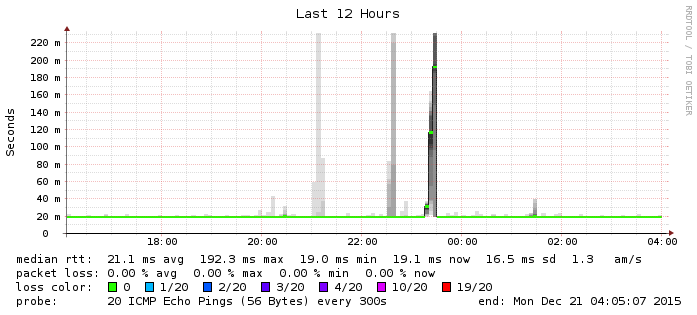 Last 12 Hours
RRDTOOL / TOBI OETIKER
Seconds
220 m
200 m
180 m
160 m
140 m
120 m
100 m
80 m
60 m
40 m
20 m
0
18:00 20:00 22:00 00:00 02:00 04:00
median rtt: 21.1 ms avg 192.3 ms max 19.0 ms min 19.1 ms now 16.5 ms sd 1.3 am/s
packet loss: 0.00 % avg 0.00 % max 0.00 % min 0.00 % now
loss color: 0 1/20 2/20 3/20 4/20 10/20 19/20
probe: 20 ICMP Echo Pings (56 Bytes) every 300s end: Mon Dec 21 04:05:07 2015